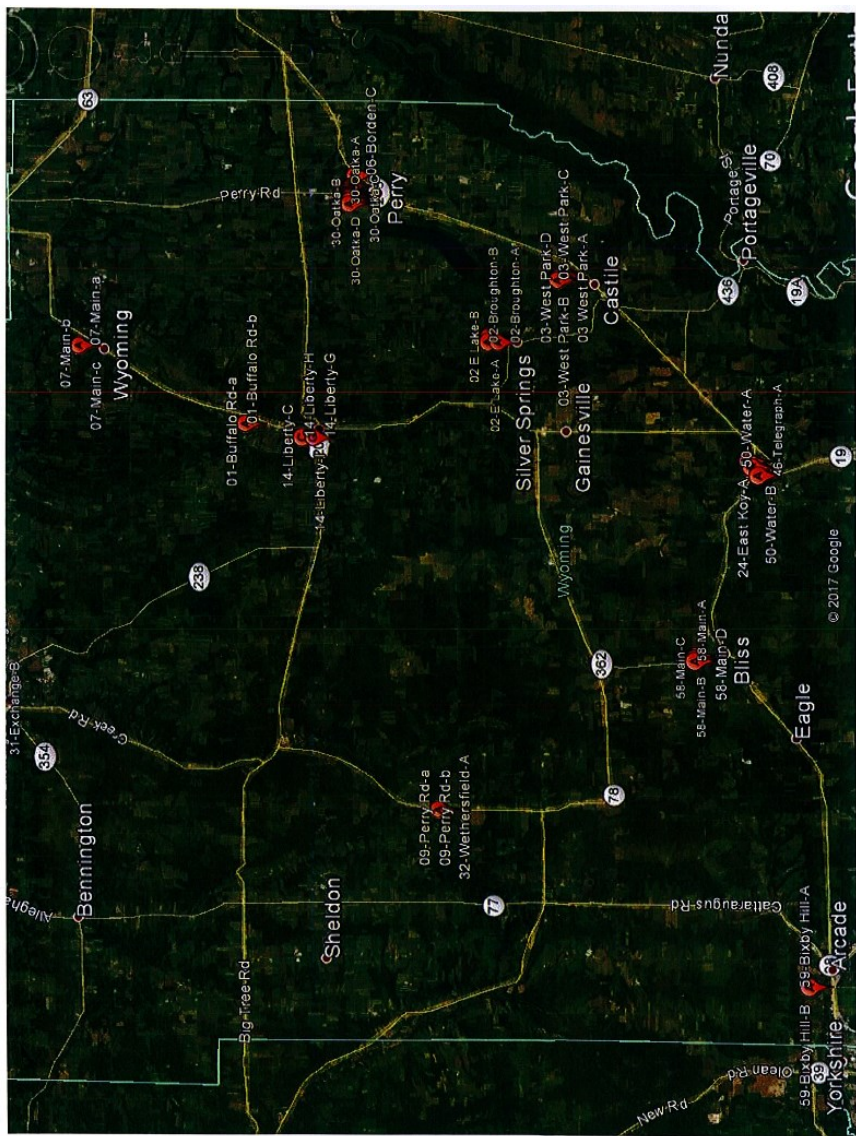 Allegha
31-Exchange-B
354
63
Bennington
07-Main-b
07-Main-c
07-Main-a
Wyoming
Creek Rd
238
Big Tree Rd
01-Buffalo Rd-a
01-Buffalo Rd-b
Perry Rd
Sheldon
14-Liberty-C
14-Liberty-H
14-Liberty-G
30-Oatka-B
30-Oatka-A
30-Oatka-D
30-Oatka-C
06-Borden-C
Perry
09-Perry Rd-a
09-Perry Rd-b
32-Wethersfield-A
77
02 E.Lake-B
02-E.Lake-A
02-Broughton-B
02-Broughton-A
Silver Springs
03-West Park-D
03-West Park-C
03-West Park-B
03-West Park-A
Castile
Wyoming
Gainesville
78
362
New Rd
Cattaraugus Rd
58-Main-C
58-Main-A
58-Main-B
58-Main-D
Bliss
436
Portage St
Nunda
Portageville
24-East Koy-A
50-Water-A
50-Water-B
46-Telegraph-A
408
70
19A
Olean Rd
59-Bixby Hill-B
59-Bixby Hill-A
Eagle
39
Yorkshire
Arcade
© 2017 Google
19